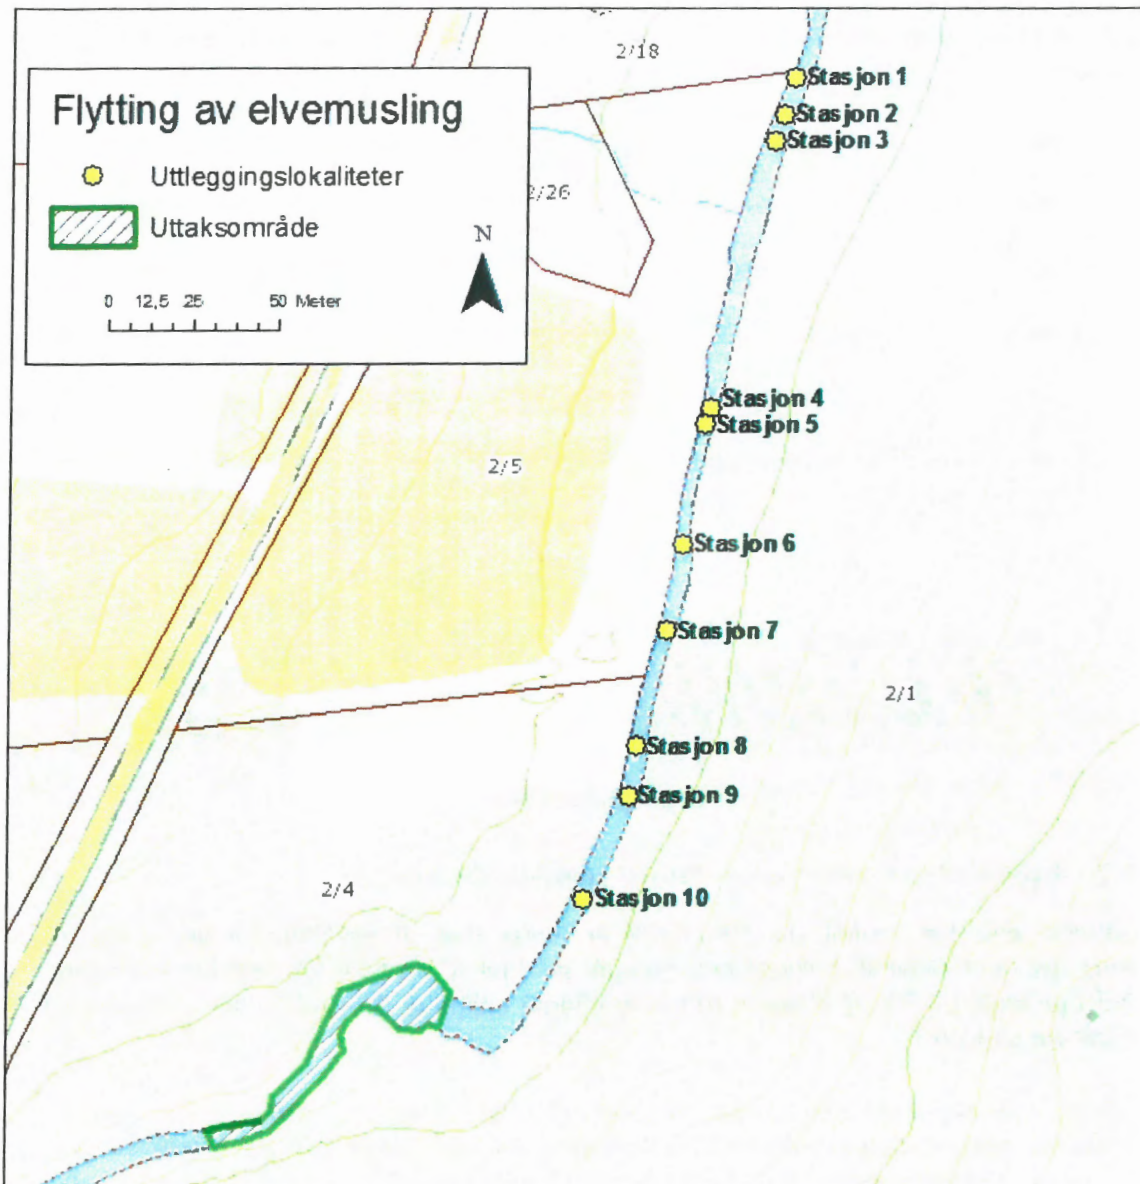 2/18
Stasjon 1
Stasjon 2
Stasjon 3
Flytting av elvemusling
Uttleggingslokaliteter
2/26
Uttaksområde
N
0 12,5 25 50 Meter
Stasjon 4
Stasjon 5
2/5
Stasjon 6
Stasjon 7
2/1
Stasjon 8
Stasjon 9
2/4
Stasjon 10